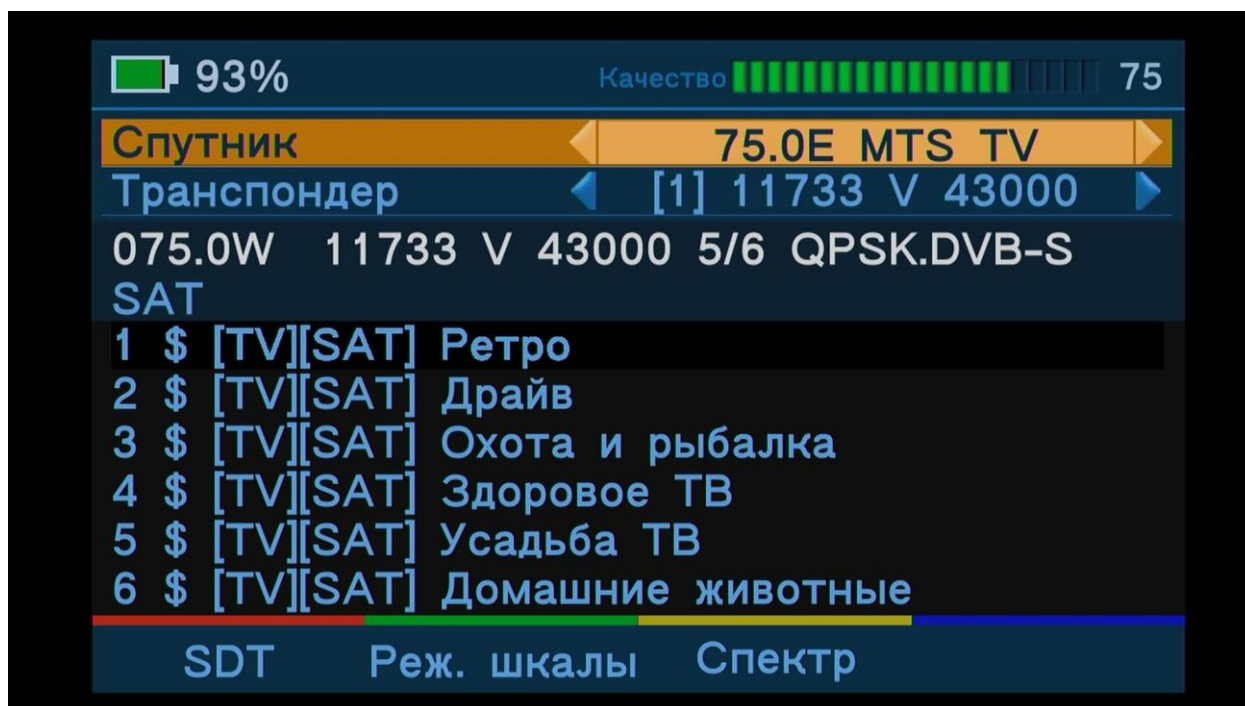 93% Качество 75
Спутник 75.0E MTS TV
Транспондер [1] 11733 V 43000
075.0W 11733 V 43000 5/6 QPSK.DVB-S
SAT
1 $ [TV][SAT] Ретро
2 $ [TV][SAT] Драйв
3 $ [TV][SAT] Охота и рыбалка
4 $ [TV][SAT] Здоровое ТВ
5 $ [TV][SAT] Усадьба ТВ
6 $ [TV][SAT] Домашние животные
SDT Реж. шкалы Спектр